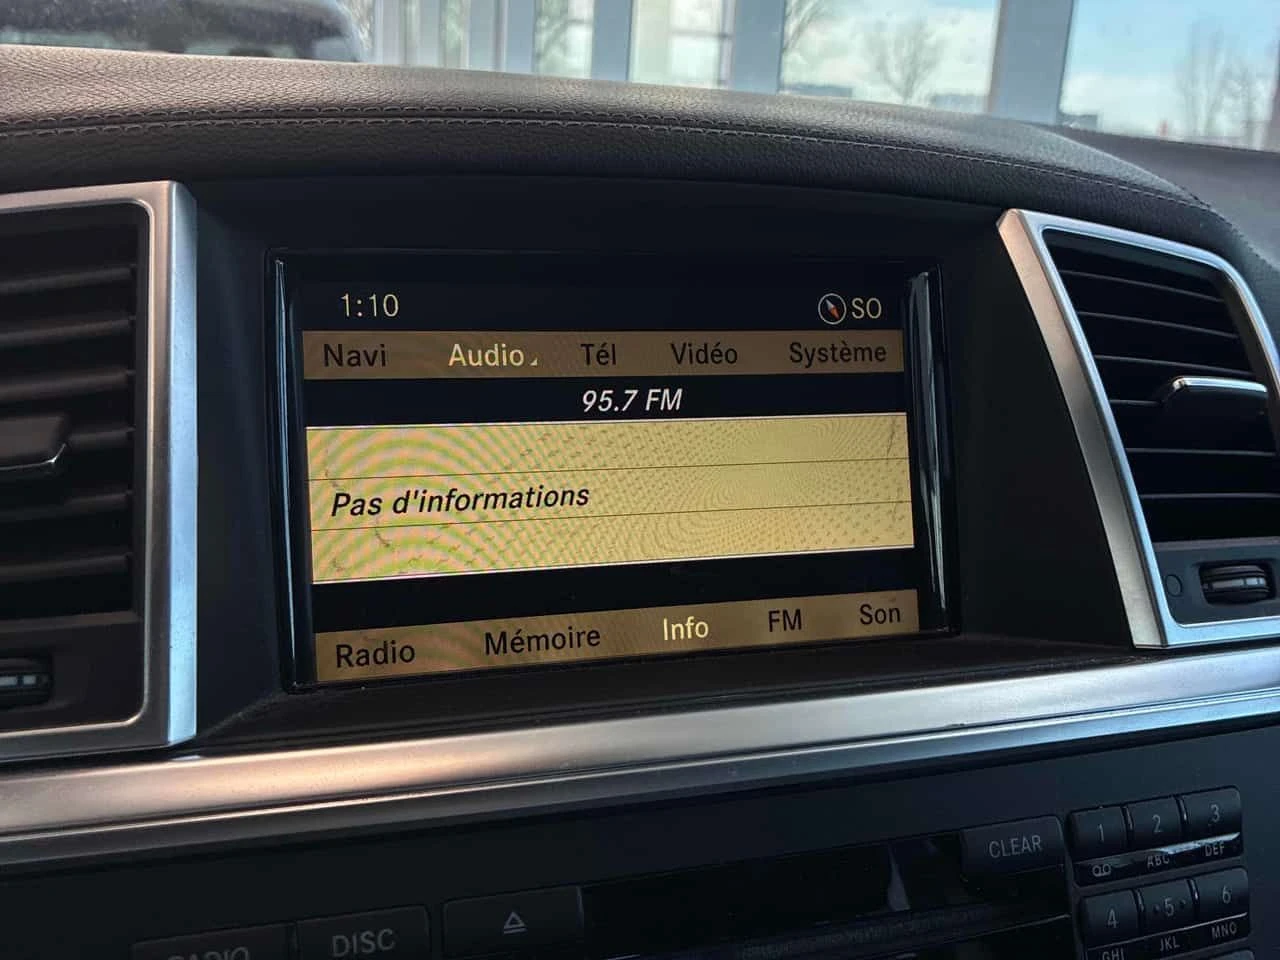 1:10 SO
Navi Audio Tél Vidéo Système
95.7 FM
Pas d'informations
Radio Mémoire Info FM Son
CLEAR 1 2 3
ABC DEF
RADIO DISC 4 5 6
GHI JKL MNO